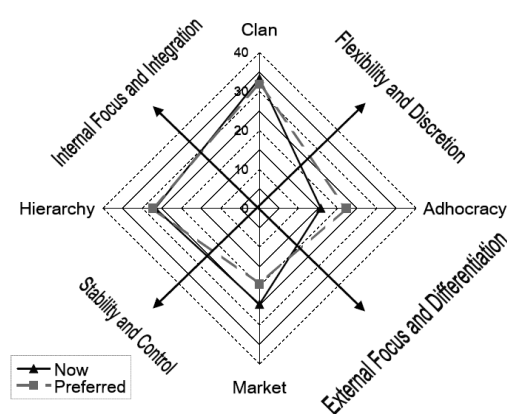 Clan
40
30
20
10
0
Internal Focus and Integration
Flexibility and Discretion
Hierarchy
Adhocracy
Stability and Control
External Focus and Differentiation
Market
Now
Preferred